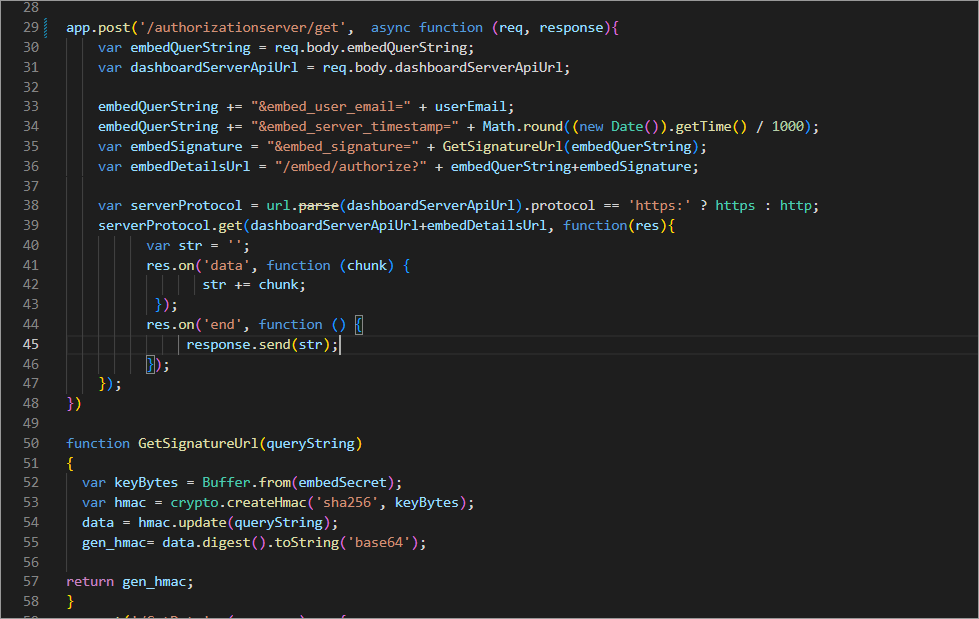 28
29 app.post('/authorizationserver/get',  async function (req, response){
30     var embedQuerString = req.body.embedQuerString;
31     var dashboardServerApiUrl = req.body.dashboardServerApiUrl;
32
33     embedQuerString += "&embed_user_email=" + userEmail;
34     embedQuerString += "&embed_server_timestamp=" + Math.round((new Date()).getTime() / 1000);
35     var embedSignature = "&embed_signature=" + GetSignatureUrl(embedQuerString);
36     var embedDetailsUrl = "/embed/authorize?" + embedQuerString+embedSignature;
37
38     var serverProtocol = url.parse(dashboardServerApiUrl).protocol == 'https:' ? https : http;
39     serverProtocol.get(dashboardServerApiUrl+embedDetailsUrl, function(res){
40           var str = '';
41           res.on('data', function (chunk) {
42                  str += chunk;
43            });
44           res.on('end', function () {
45                response.send(str);
46           });
47     });
48 })
49
50 function GetSignatureUrl(queryString)
51 {
52   var keyBytes = Buffer.from(embedSecret);
53   var hmac = crypto.createHmac('sha256', keyBytes);
54   data = hmac.update(queryString);
55   gen_hmac= data.digest().toString('base64');
56
57 return gen_hmac;
58 }